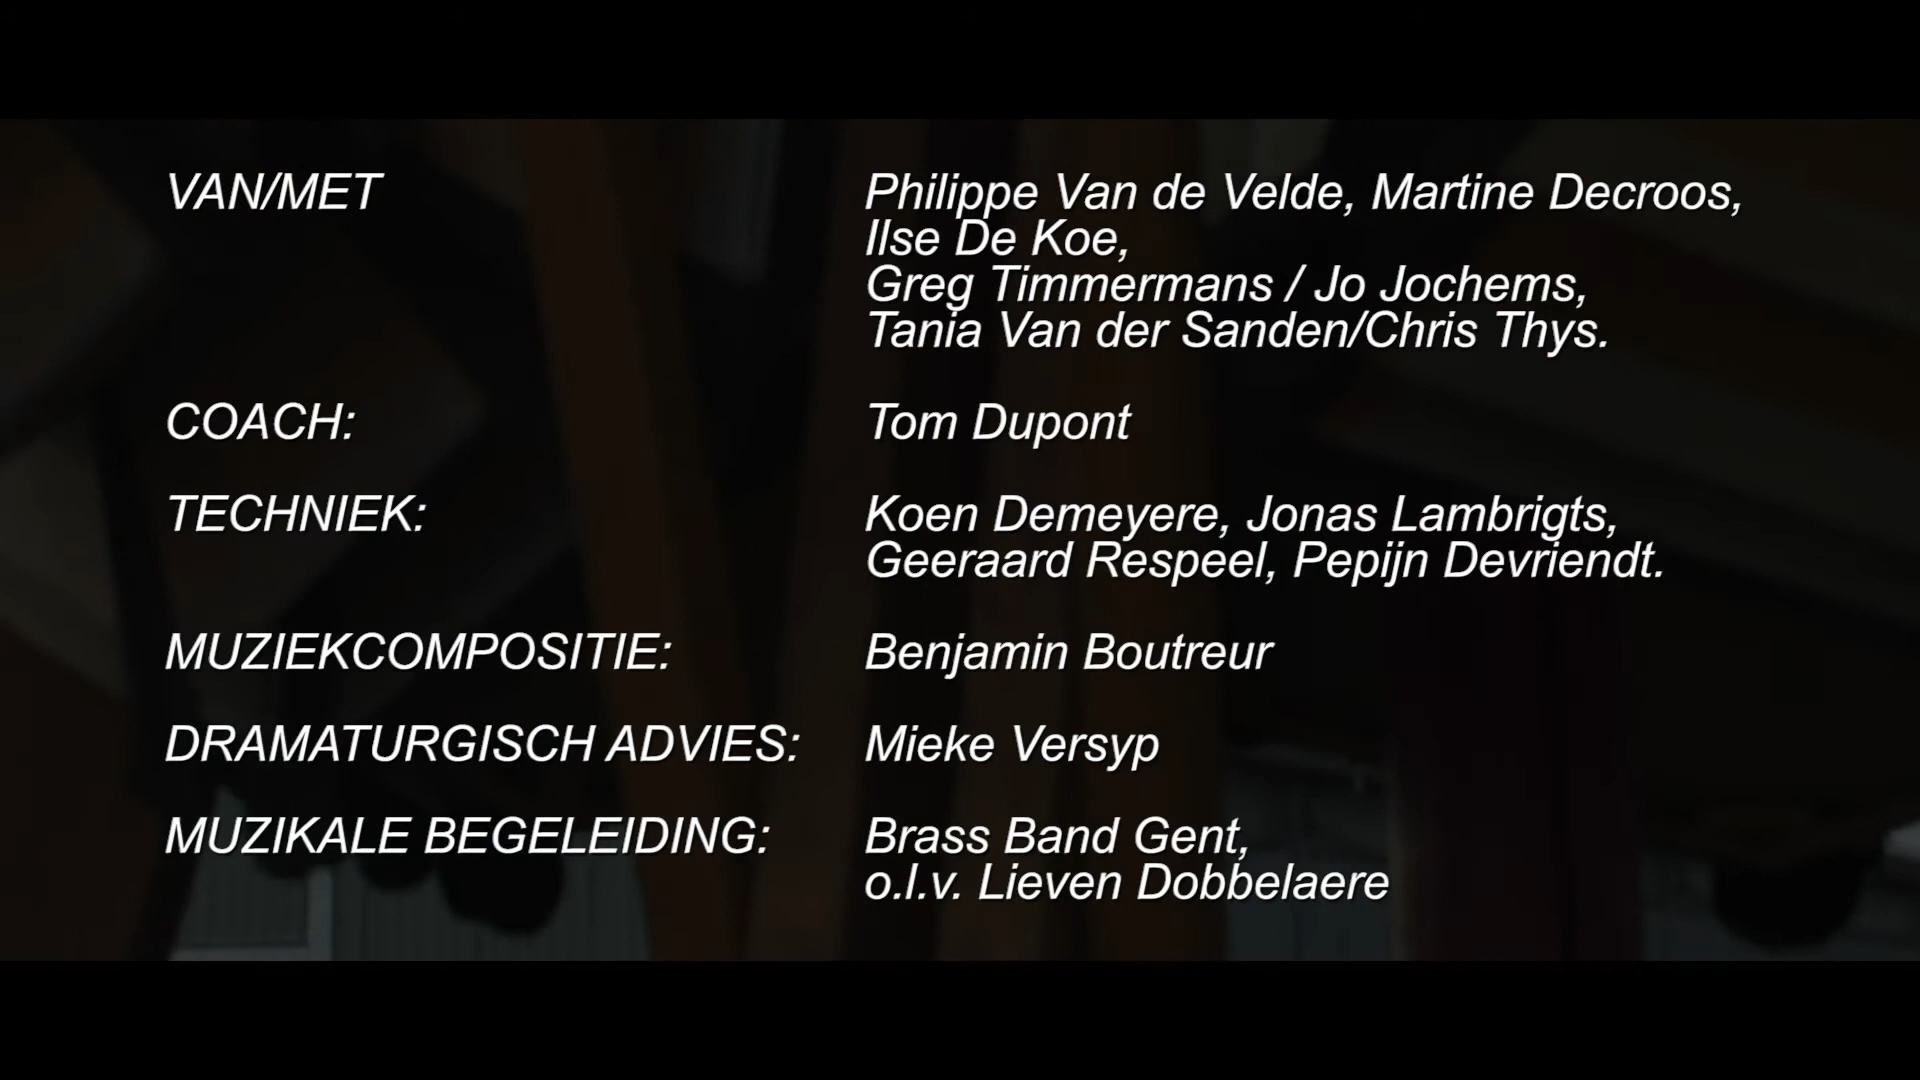 VAN/MET Philippe Van de Velde, Martine Decroos,
Ilse De Koe,
Greg Timmermans / Jo Jochems,
Tania Van der Sanden/Chris Thys.
COACH: Tom Dupont
TECHNIEK: Koen Demeyere, Jonas Lambrigts,
Geeraard Respeel, Pepijn Devriendt.
MUZIEKCOMPOSITIE: Benjamin Boutreur
DRAMATURGISCH ADVIES: Mieke Versyp
MUZIKALE BEGELEIDING: Brass Band Gent,
o.l.v. Lieven Dobbelaere